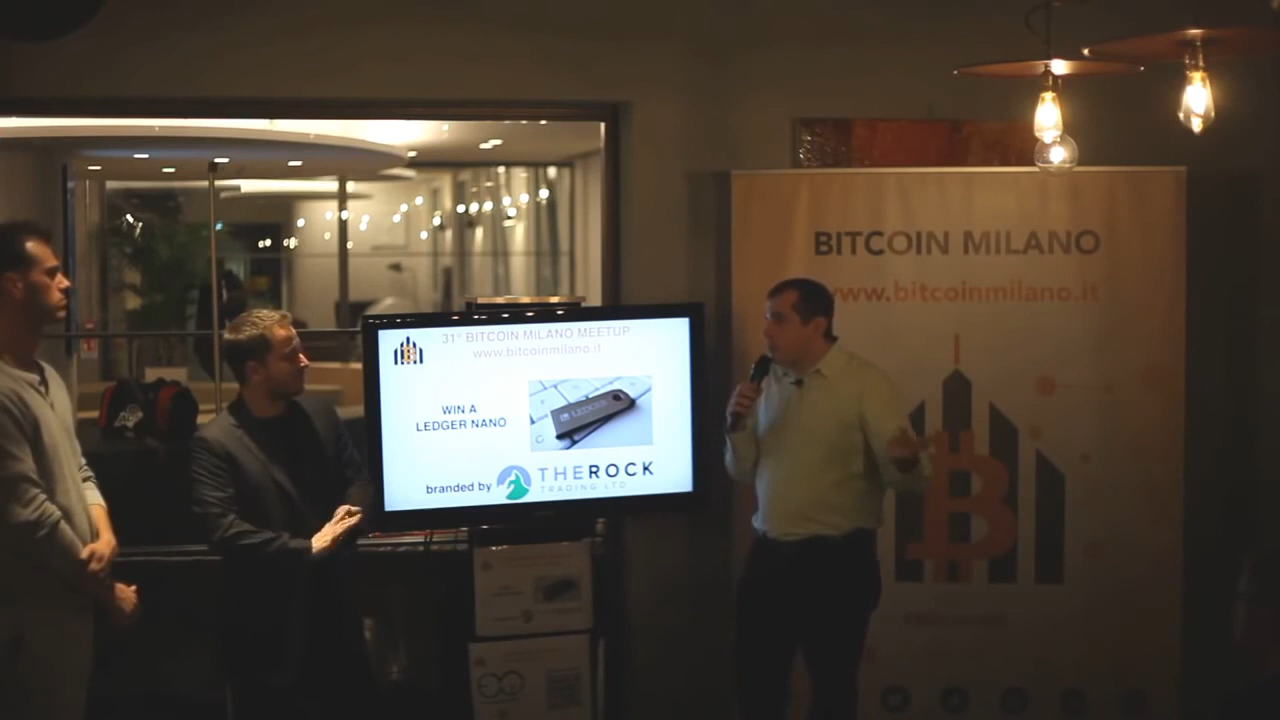 BITCOIN MILANO
www.bitcoinmilano.it
31° BITCOIN MILANO MEETUP
www.bitcoinmilano.it
WIN A
LEDGER NANO
LEDGER
branded by THEROCK
TRADING LTD